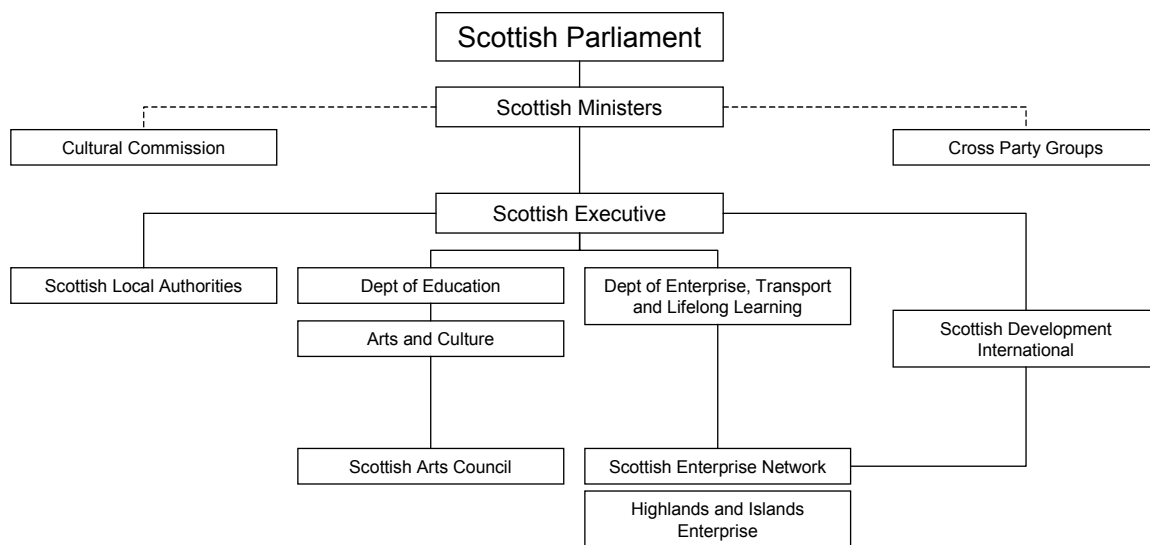 Scottish Parliament
Scottish Ministers
Cultural Commission
Cross Party Groups
Scottish Executive
Scottish Local Authorities
Dept of Education
Dept of Enterprise, Transport
and Lifelong Learning
Arts and Culture
Scottish Development
International
Scottish Arts Council
Scottish Enterprise Network
Highlands and Islands
Enterprise